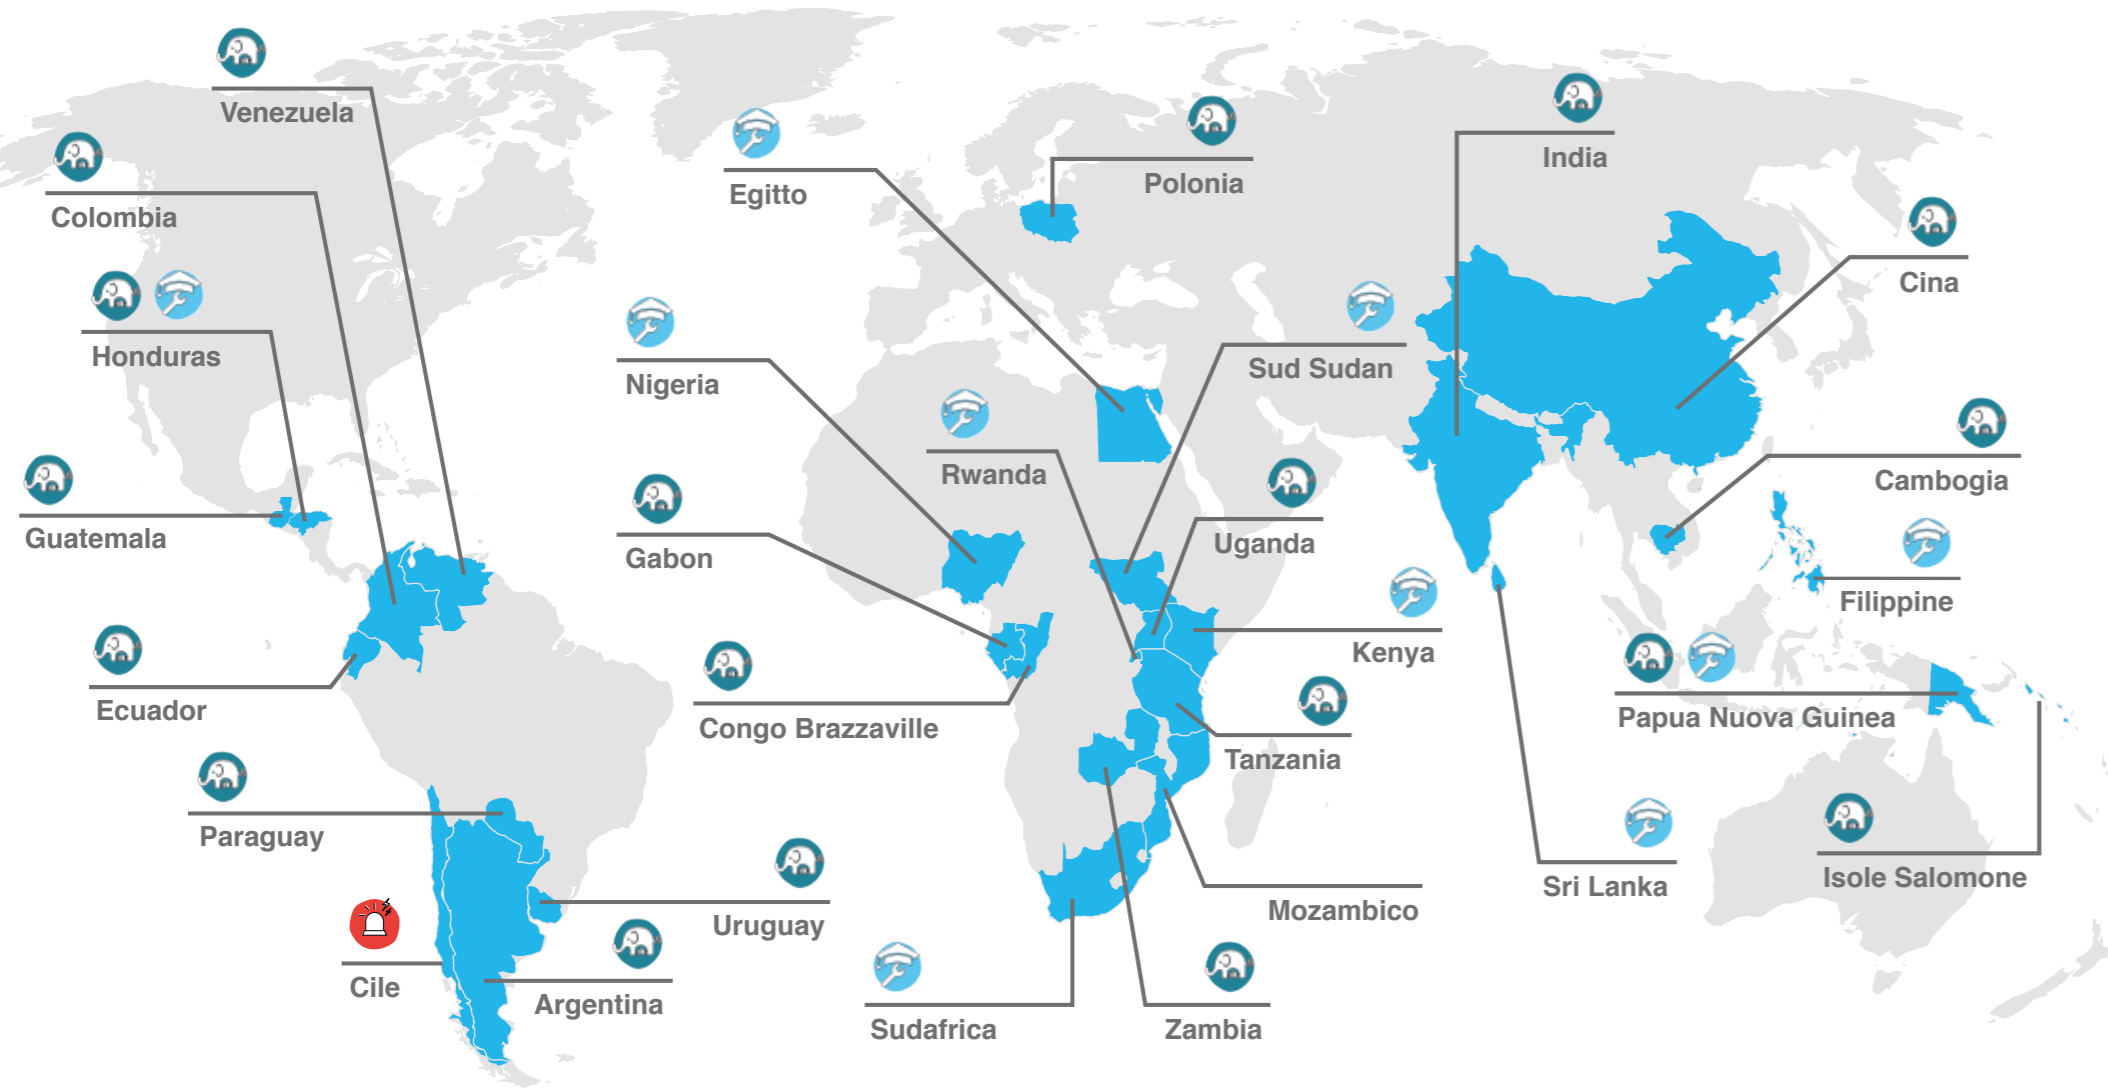 Venezuela
Colombia
Honduras
Guatemala
Ecuador
Paraguay
Cile
Argentina
Uruguay
Egitto
Polonia
Nigeria
Gabon
Congo Brazzaville
Rwanda
Sud Sudan
Uganda
Kenya
Tanzania
Mozambico
Sudafrica
Zambia
India
Cina
Cambogia
Filippine
Papua Nuova Guinea
Sri Lanka
Isole Salomone